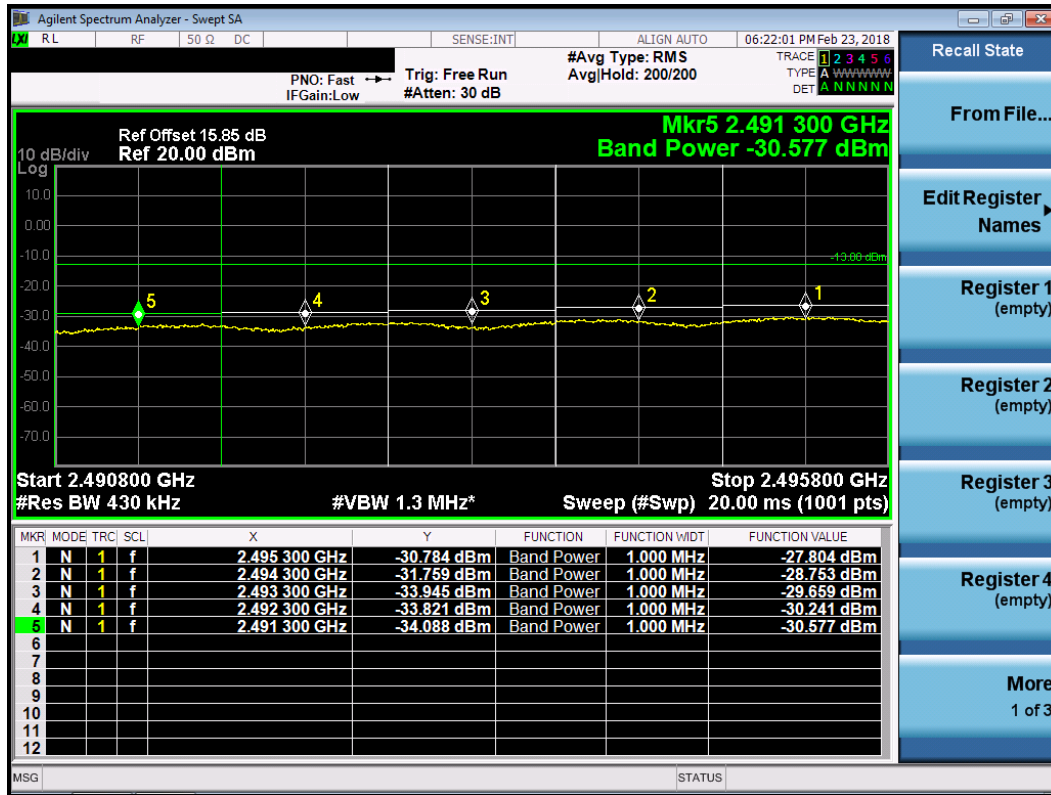 Agilent Spectrum Analyzer - Swept SA
LXI RL RF 50 Ω DC SENSE:INT ALIGN AUTO 06:22:01 PM Feb 23, 2018
PNO: Fast Trig: Free Run #Avg Type: RMS TRACE 1 2 3 4 5 6
IFGain:Low #Atten: 30 dB Avg|Hold: 200/200 TYPE A WWWWW
DET A N N N N N
Recall State
From File...
Edit Register
Names
Register 1
(empty)
Register 2
(empty)
Register 3
(empty)
Register 4
(empty)
More
1 of 3
Mkr5 2.491 300 GHz
Band Power -30.577 dBm
Ref Offset 15.85 dB
10 dB/div Ref 20.00 dBm
Log
10.0
0.00
-10.0
-13.00 dBm
-20.0
5 4 3 2 1
-30.0
-40.0
-50.0
-60.0
-70.0
Start 2.490800 GHz Stop 2.495800 GHz
#Res BW 430 kHz #VBW 1.3 MHz* Sweep (#Swp) 20.00 ms (1001 pts)
MKR MODE TRC SCL X Y FUNCTION FUNCTION WIDT FUNCTION VALUE
1 N 1 f 2.495 300 GHz -30.784 dBm Band Power 1.000 MHz -27.804 dBm
2 N 1 f 2.494 300 GHz -31.759 dBm Band Power 1.000 MHz -28.753 dBm
3 N 1 f 2.493 300 GHz -33.945 dBm Band Power 1.000 MHz -29.659 dBm
4 N 1 f 2.492 300 GHz -33.821 dBm Band Power 1.000 MHz -30.241 dBm
5 N 1 f 2.491 300 GHz -34.088 dBm Band Power 1.000 MHz -30.577 dBm
6
7
8
9
10
11
12
MSG STATUS